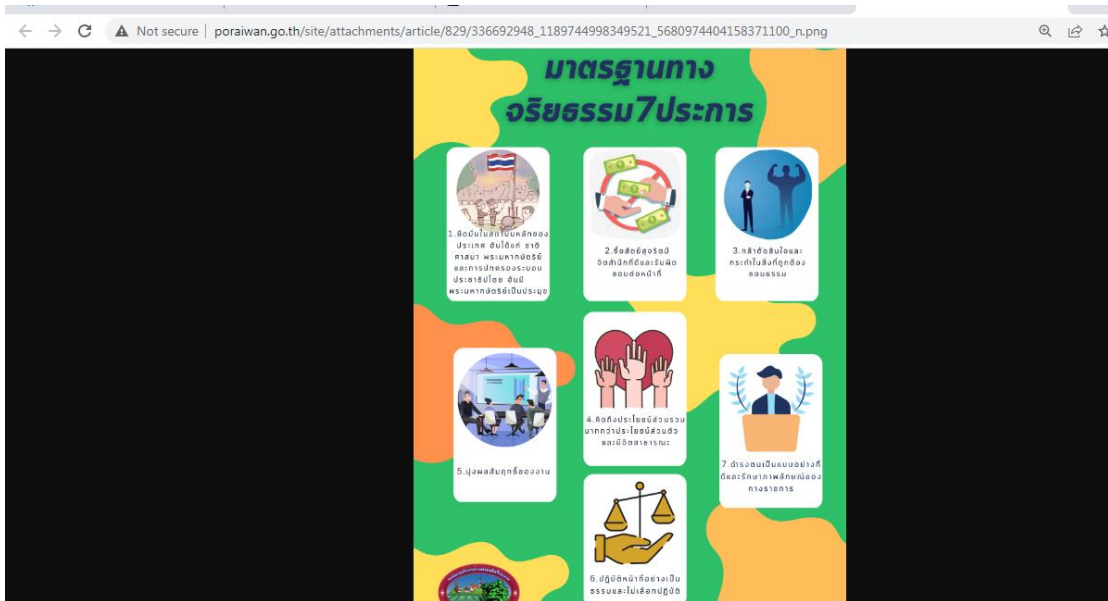 Not secure
poraiwan.go.th/site/attachments/article/829/336692948_1189744998349521_5680974404158371100_n.png
มาตรฐานทาง
จริยธรรม7ประการ
1.ยึดมั่นในสถาบันหลักของ
ประเทศ อันได้แก่ ชาติ
ศาสนา พระมหากษัตริย์
และการปกครองระบอบ
ประชาธิปไตย อันมี
พระมหากษัตริย์เป็นประมุข
2.ซื่อสัตย์สุจริตมี
จิตสำนึกที่ดีและรับผิด
ชอบต่อหน้าที่
3.กล้าตัดสินใจและ
กระทำในสิ่งที่ถูกต้อง
ชอบธรรม
4.คิดถึงประโยชน์ส่วนรวม
มากกว่าประโยชน์ส่วนตัว
และมีจิตสาธารณะ
5.มุ่งผลสัมฤทธิ์ของงาน
7.ดำรงตนเป็นแบบอย่างที่
ดีและรักษาภาพลักษณ์ของ
ทางราชการ
6.ปฏิบัติหน้าที่อย่างเป็น
ธรรมและไม่เลือกปฏิบัติ